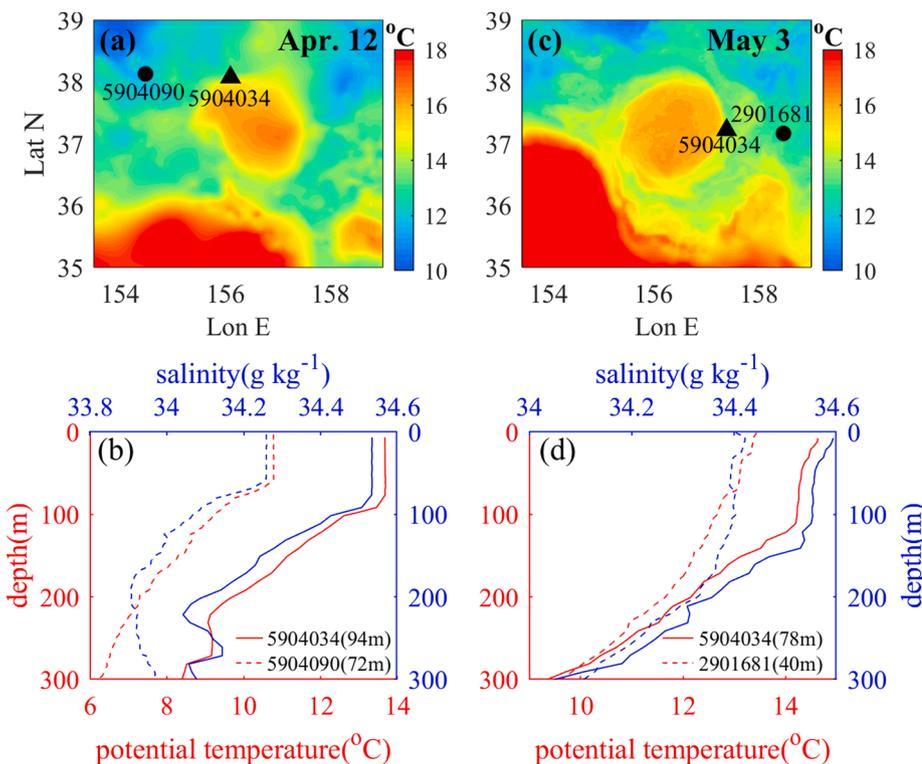 39 (a) Apr. 12 °C
38 5904090 5904034
37
36
35
154 156 158
Lat N
Lon E
18
16
14
12
10
39 (c) May 3 °C
38 2901681
37 5904034
36
35
154 156 158
Lon E
18
16
14
12
10
salinity(g kg-1)
33.8 34 34.2 34.4 34.6
0 (b) 0
100 100
200 200
300 300
depth(m)
5904034(94m)
5904090(72m)
6 8 10 12 14
potential temperature(°C)
salinity(g kg-1)
34 34.2 34.4 34.6
0 (d) 0
100 100
200 200
300 300
depth(m)
5904034(78m)
2901681(40m)
10 12 14
potential temperature(°C)